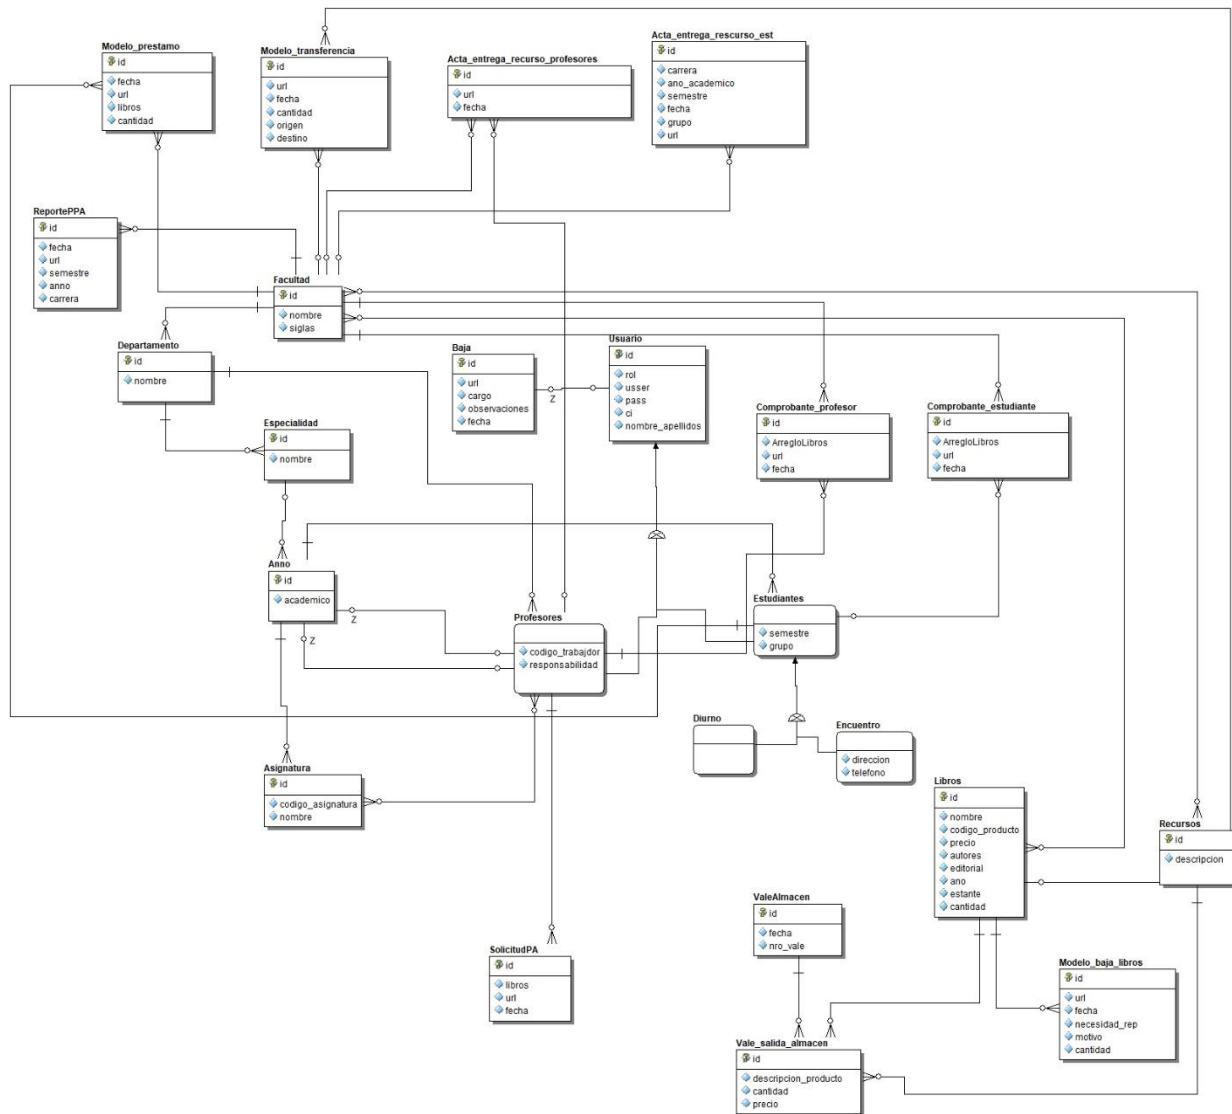 Modelo_prestamo
id
fecha
url
libros
cantidad
Modelo_transferencia
id
url
fecha
cantidad
origen
destino
Acta_entrega_recurso_profesores
id
url
fecha
Acta_entrega_rescurso_est
id
carrera
ano_academico
semestre
fecha
grupo
url
ReportePPA
id
fecha
url
semestre
anno
carrera
Facultad
id
nombre
siglas
Departamento
id
nombre
Baja
id
url
cargo
observaciones
fecha
Z
Usuario
id
rol
usser
pass
ci
nombre_apellidos
Comprobante_profesor
id
ArregloLibros
url
fecha
Comprobante_estudiante
id
ArregloLibros
url
fecha
Especialidad
id
nombre
Anno
id
academico
Z
Z
Profesores
codigo_trabajdor
responsabilidad
Estudiantes
semestre
grupo
Diurno
Encuentro
direccion
telefono
Asignatura
id
codigo_asignatura
nombre
Libros
id
nombre
codigo_producto
precio
autores
editorial
ano
estante
cantidad
Recursos
id
descripcion
ValeAlmacen
id
fecha
nro_vale
SolicitudPA
id
libros
url
fecha
Modelo_baja_libros
id
url
fecha
necesidad_rep
motivo
cantidad
Vale_salida_almacen
id
descripcion_producto
cantidad
precio